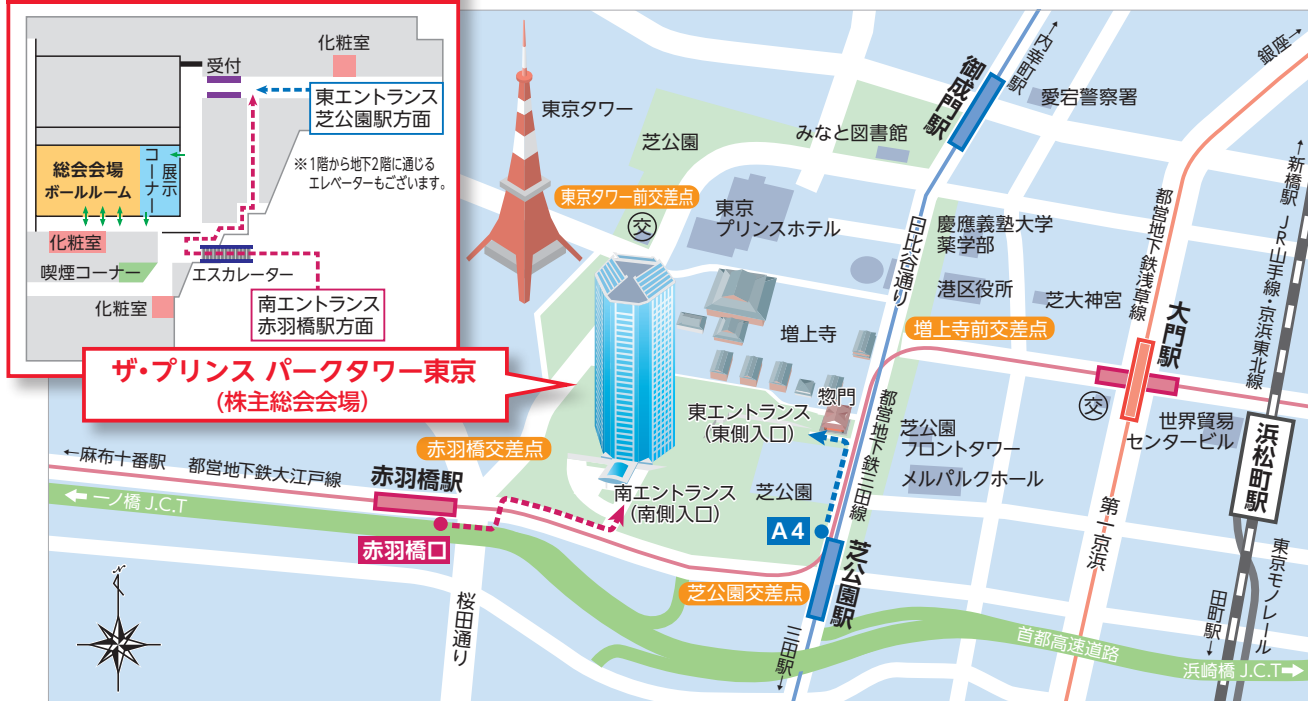 化粧室
受付
東エントランス
芝公園駅方面
※1階から地下2階に通じる
エレベーターもございます。
総会会場
ボールルーム
展示
コーナー
化粧室
喫煙コーナー
エスカレーター
化粧室
南エントランス
赤羽橋駅方面
ザ・プリンス パークタワー東京
(株主総会会場)
東京タワー
芝公園
みなと図書館
御成門駅
←内幸町駅
愛宕警察署
銀座→
東京タワー前交差点
交
東京
プリンスホテル
日比谷通り
慶應義塾大学
薬学部
港区役所
芝大神宮
都営地下鉄浅草線
←新橋駅
JR山手線・京浜東北線
増上寺
増上寺前交差点
大門駅
交
世界貿易
センタービル
浜松町駅
惣門
東エントランス
(東側入口)
都営地下鉄三田線
芝公園
フロントタワー
メルパルクホール
第一京浜
赤羽橋交差点
←麻布十番駅
都営地下鉄大江戸線
赤羽橋駅
←一ノ橋 J.C.T
赤羽橋口
南エントランス
(南側入口)
芝公園
A4
芝公園駅
芝公園交差点
桜田通り
三田駅→
首都高速道路
田町駅→
東京モノレール
浜崎橋 J.C.T→
N